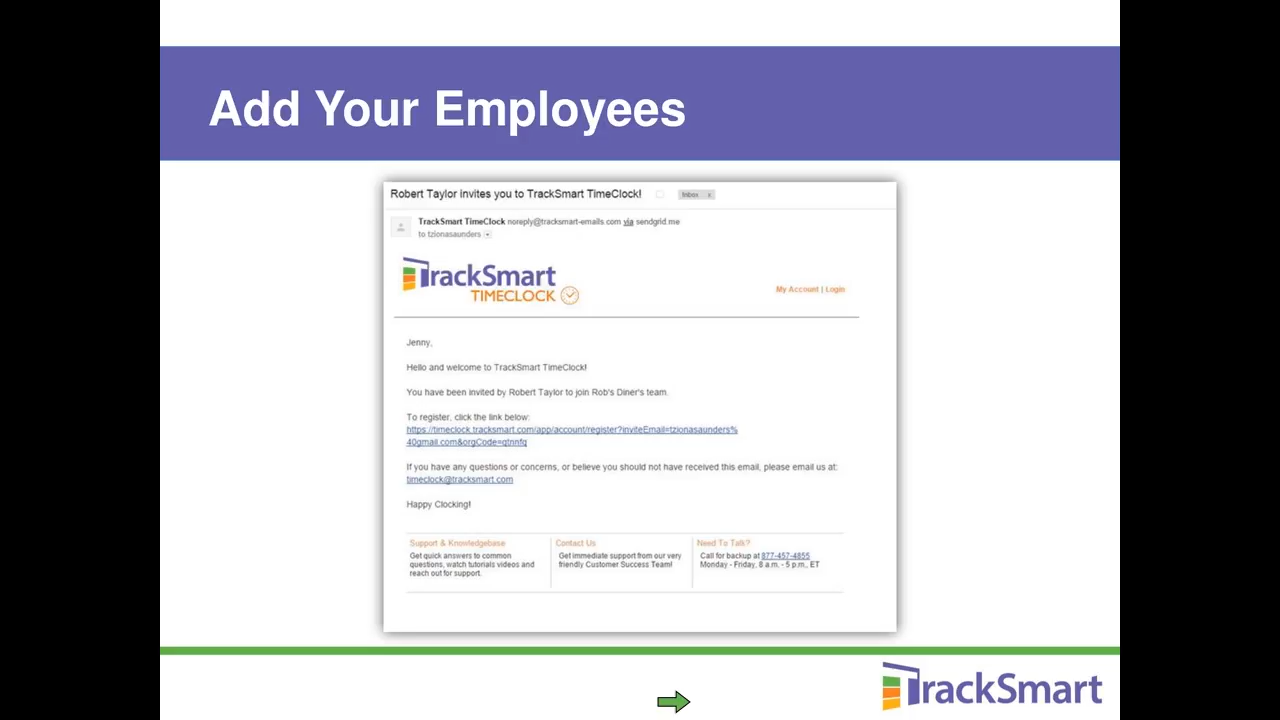 Add Your Employees
Robert Taylor invites you to TrackSmart TimeClock!
Inbox x
TrackSmart TimeClock noreply@tracksmart-emails.com via sendgrid.me
to tzionasaunders
TrackSmart
TIMECLOCK
My Account | Login
Jenny,
Hello and welcome to TrackSmart TimeClock!
You have been invited by Robert Taylor to join Rob's Diner's team.
To register, click the link below:
https://timeclock.tracksmart.com/app/account/register?inviteEmail=tzionasaunders%
40gmail.com&orgCode=qtnnfq
If you have any questions or concerns, or believe you should not have received this email, please email us at:
timeclock@tracksmart.com
Happy Clocking!
Support & Knowledgebase
Get quick answers to common
questions, watch tutorials videos and
reach out for support.
Contact Us
Get immediate support from our very
friendly Customer Success Team!
Need To Talk?
Call for backup at 877-457-4855
Monday - Friday, 8 a.m. - 5 p.m., ET
TrackSmart